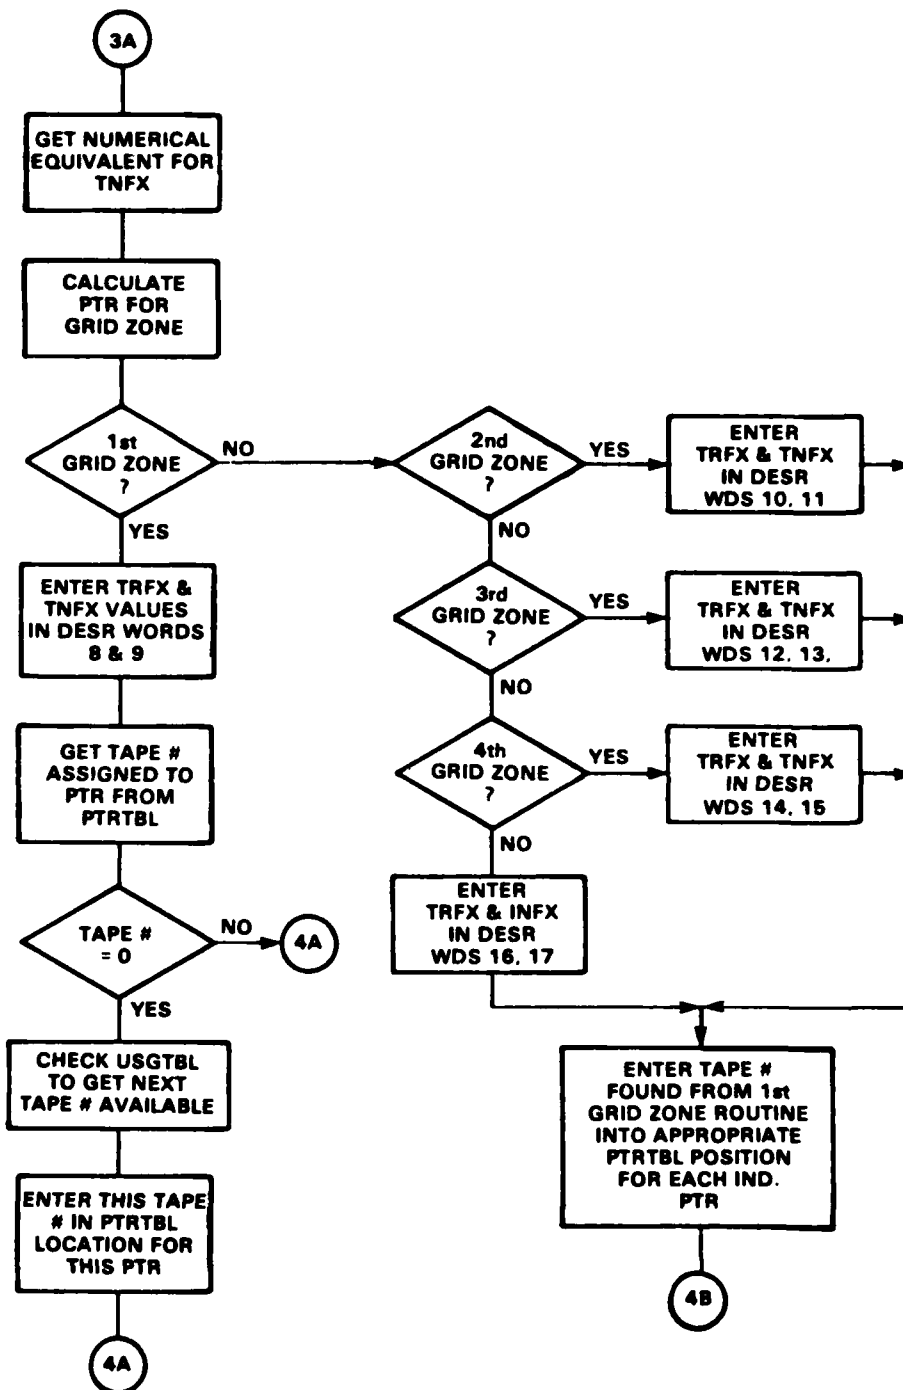 3A
GET NUMERICAL
EQUIVALENT FOR
TNFX
CALCULATE
PTR FOR
GRID ZONE
1st
GRID ZONE
?
NO
YES
2nd
GRID ZONE
?
YES
NO
ENTER
TRFX & TNFX
IN DESR
WDS 10, 11
ENTER TRFX &
TNFX VALUES
IN DESR WORDS
8 & 9
3rd
GRID ZONE
?
YES
NO
ENTER
TRFX & TNFX
IN DESR
WDS 12, 13,
GET TAPE #
ASSIGNED TO
PTR FROM
PTRTBL
4th
GRID ZONE
?
YES
NO
ENTER
TRFX & TNFX
IN DESR
WDS 14, 15
TAPE #
= 0
NO
4A
YES
ENTER
TRFX & INFX
IN DESR
WDS 16, 17
CHECK USGTBL
TO GET NEXT
TAPE # AVAILABLE
ENTER TAPE #
FOUND FROM 1st
GRID ZONE ROUTINE
INTO APPROPRIATE
PTRTBL POSITION
FOR EACH IND.
PTR
ENTER THIS TAPE
# IN PTRTBL
LOCATION FOR
THIS PTR
4B
4A